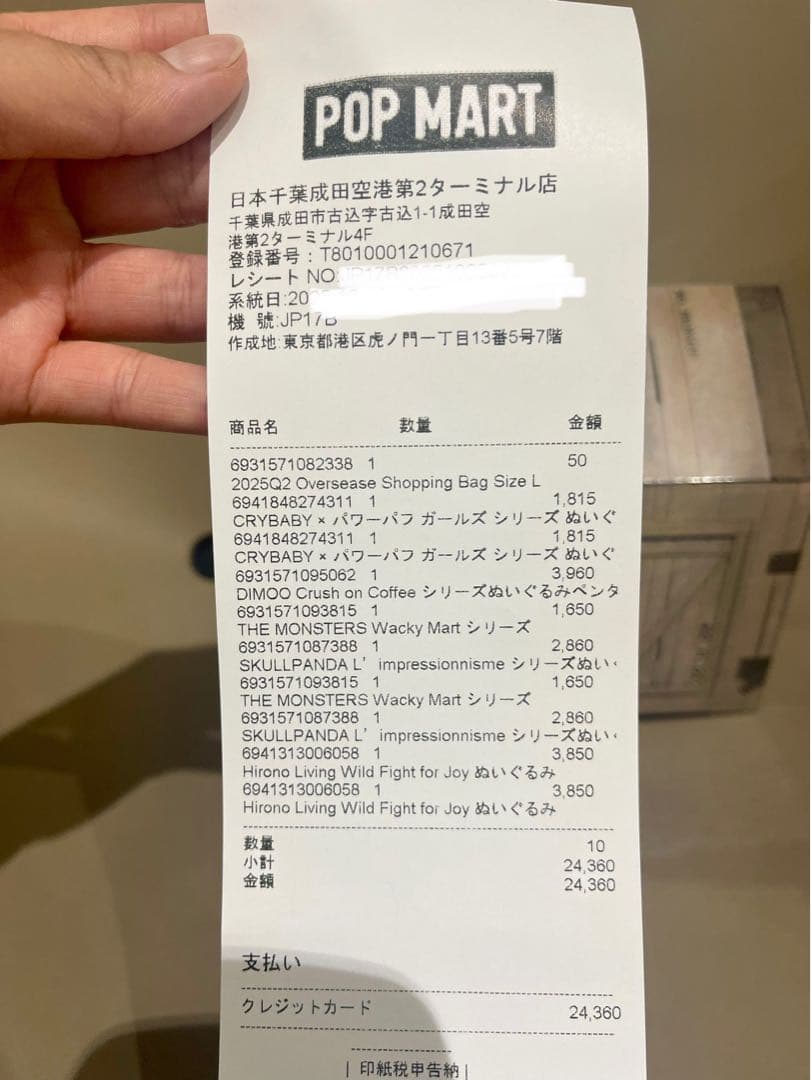 POP MART
日本千葉成田空港第2ターミナル店
千葉県成田市古込字古込1-1成田空
港第2ターミナル4F
登録番号：T8010001210671
レシート NO:
系統日:20
機 號:JP17B
作成地:東京都港区虎ノ門一丁目13番5号7階
商品名 数量 金額
6931571082338 1 50
2025Q2 Oversease Shopping Bag Size L
6941848274311 1 1,815
CRYBABY × パワーパフ ガールズ シリーズ ぬいぐ
6941848274311 1 1,815
CRYBABY × パワーパフ ガールズ シリーズ ぬいぐ
6931571095062 1 3,960
DIMOO Crush on Coffee シリーズぬいぐるみペンタ
6931571093815 1 1,650
THE MONSTERS Wacky Mart シリーズ
6931571087388 1 2,860
SKULLPANDA L’ impressionnisme シリーズぬい
6931571093815 1 1,650
THE MONSTERS Wacky Mart シリーズ
6931571087388 1 2,860
SKULLPANDA L’ impressionnisme シリーズぬい
6941313006058 1 3,850
Hirono Living Wild Fight for Joy ぬいぐるみ
6941313006058 1 3,850
Hirono Living Wild Fight for Joy ぬいぐるみ
数量 10
小計 24,360
金額 24,360
支払い
クレジットカード 24,360
| 印紙税申告納 |